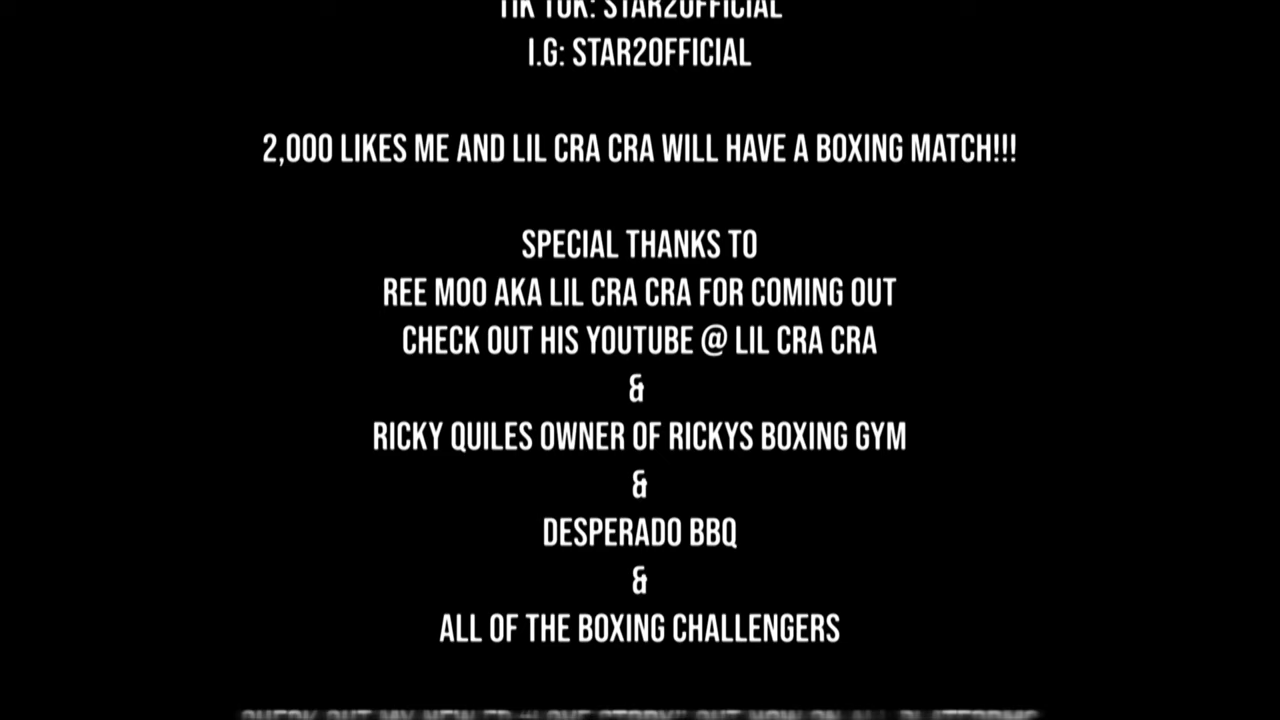 TIK TOK: STAR2OFFICIAL
I.G: STAR2OFFICIAL
2,000 LIKES ME AND LIL CRA CRA WILL HAVE A BOXING MATCH!!!
SPECIAL THANKS TO
REE MOO AKA LIL CRA CRA FOR COMING OUT
CHECK OUT HIS YOUTUBE @ LIL CRA CRA
&
RICKY QUILES OWNER OF RICKYS BOXING GYM
&
DESPERADO BBQ
&
ALL OF THE BOXING CHALLENGERS